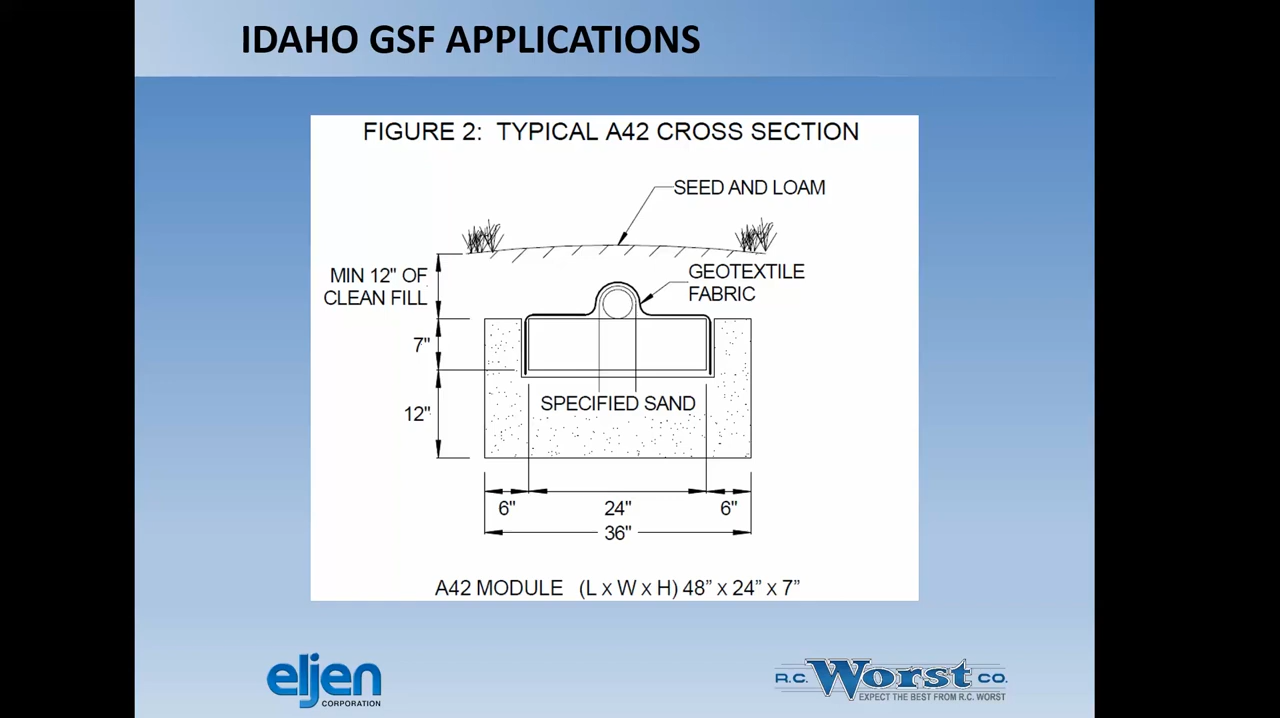 IDAHO GSF APPLICATIONS
FIGURE 2: TYPICAL A42 CROSS SECTION
SEED AND LOAM
MIN 12" OF
CLEAN FILL
GEOTEXTILE
FABRIC
7"
12"
SPECIFIED SAND
6"
24"
6"
36"
A42 MODULE (L x W x H) 48” x 24” x 7”
eljen
CORPORATION
R.C. Worst CO.
EXPECT THE BEST FROM R.C. WORST